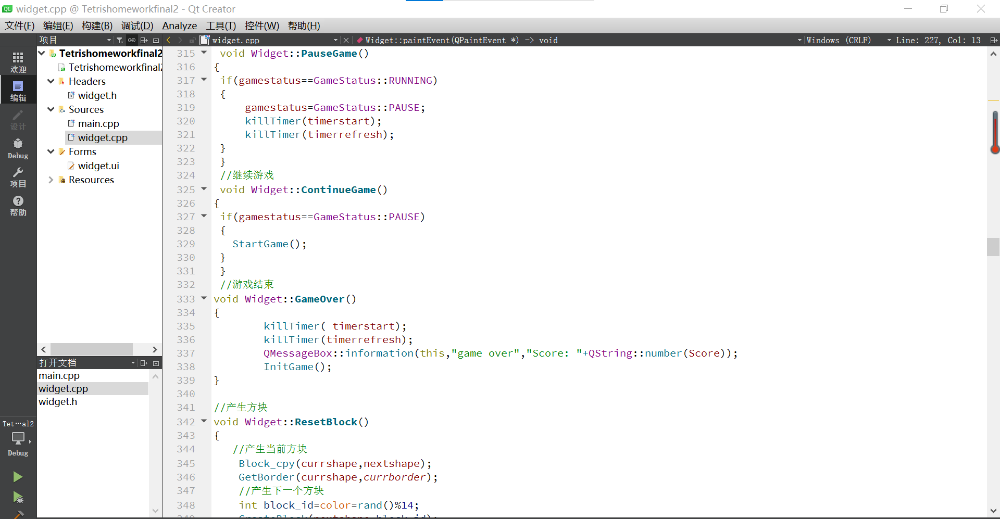 widget.cpp @ Tetrishomeworkfinal2 - Qt Creator
文件(F) 编辑(E) 构建(B) 调试(D) Analyze 工具(T) 控件(W) 帮助(H)
项目
widget.cpp
Widget::paintEvent(QPaintEvent *) -> void
Windows (CRLF)
Line: 227, Col: 13
欢迎
编辑
设计
Debug
项目
帮助
Tet···al2
Debug
Tetrishomeworkfinal2
Tetrishomeworkfinal2
Headers
widget.h
Sources
main.cpp
widget.cpp
Forms
widget.ui
Resources
打开文档
main.cpp
widget.cpp
widget.h
315 void Widget::PauseGame()
316 {
317 if(gamestatus==GameStatus::RUNNING)
318 {
319 gamestatus=GameStatus::PAUSE;
320 killTimer(timerstart);
321 killTimer(timerrefresh);
322 }
323 }
324 //继续游戏
325 void Widget::ContinueGame()
326 {
327 if(gamestatus==GameStatus::PAUSE)
328 {
329 StartGame();
330 }
331 }
332 //游戏结束
333 void Widget::GameOver()
334 {
335 killTimer( timerstart);
336 killTimer(timerrefresh);
337 QMessageBox::information(this,"game over","Score: "+QString::number(Score));
338 InitGame();
339 }
340
341 //产生方块
342 void Widget::ResetBlock()
343 {
344 //产生当前方块
345 Block_cpy(currshape,nextshape);
346 GetBorder(currshape,currborder);
347 //产生下一个方块
348 int block_id=color=rand()%14;